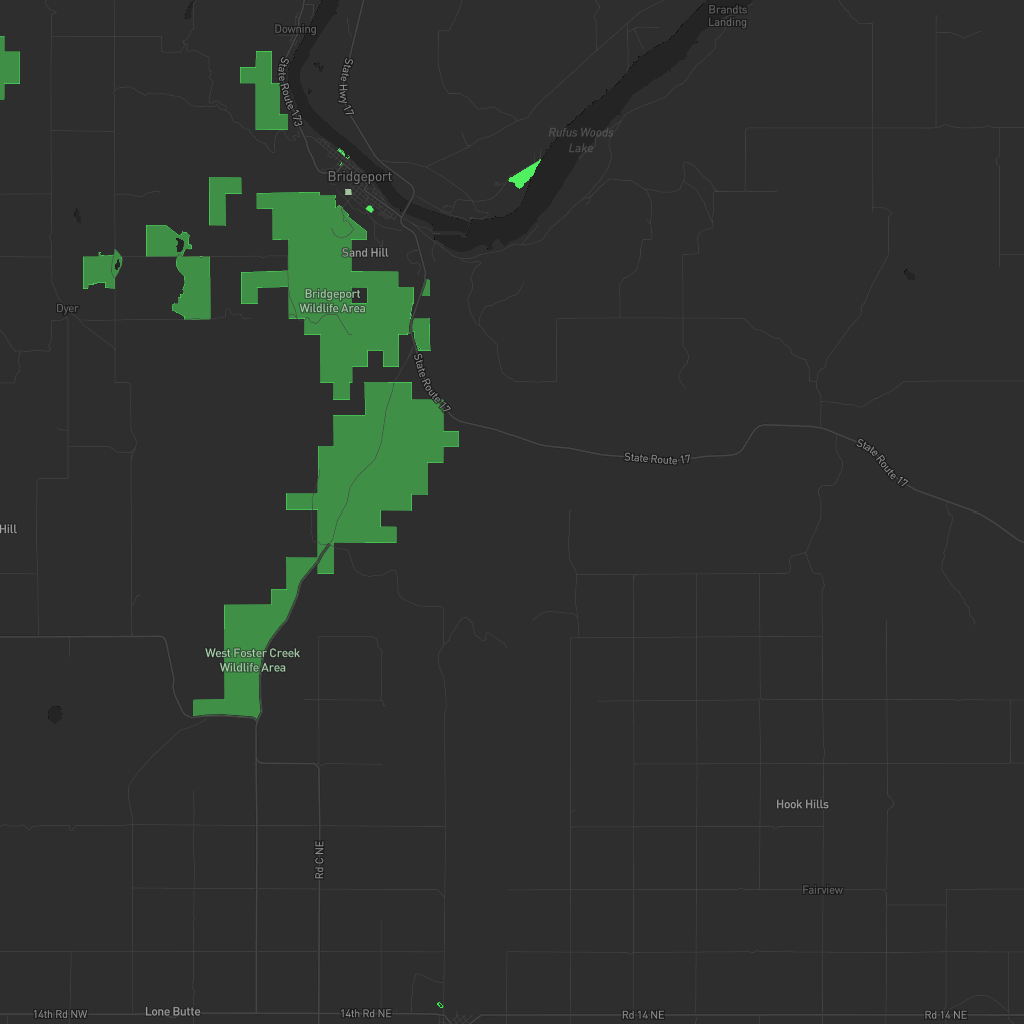 Brandts
Landing
Downing
State Route 173
State Hwy 17
Rufus Woods
Lake
Bridgeport
Sand Hill
Bridgeport
Wildlife Area
Dyer
State Route 17
State Route 17
State Route 17
Hill
West Foster Creek
Wildlife Area
Hook Hills
Rd C NE
Fairview
14th Rd NW
Lone Butte
14th Rd NE
Rd 14 NE
Rd 14 NE